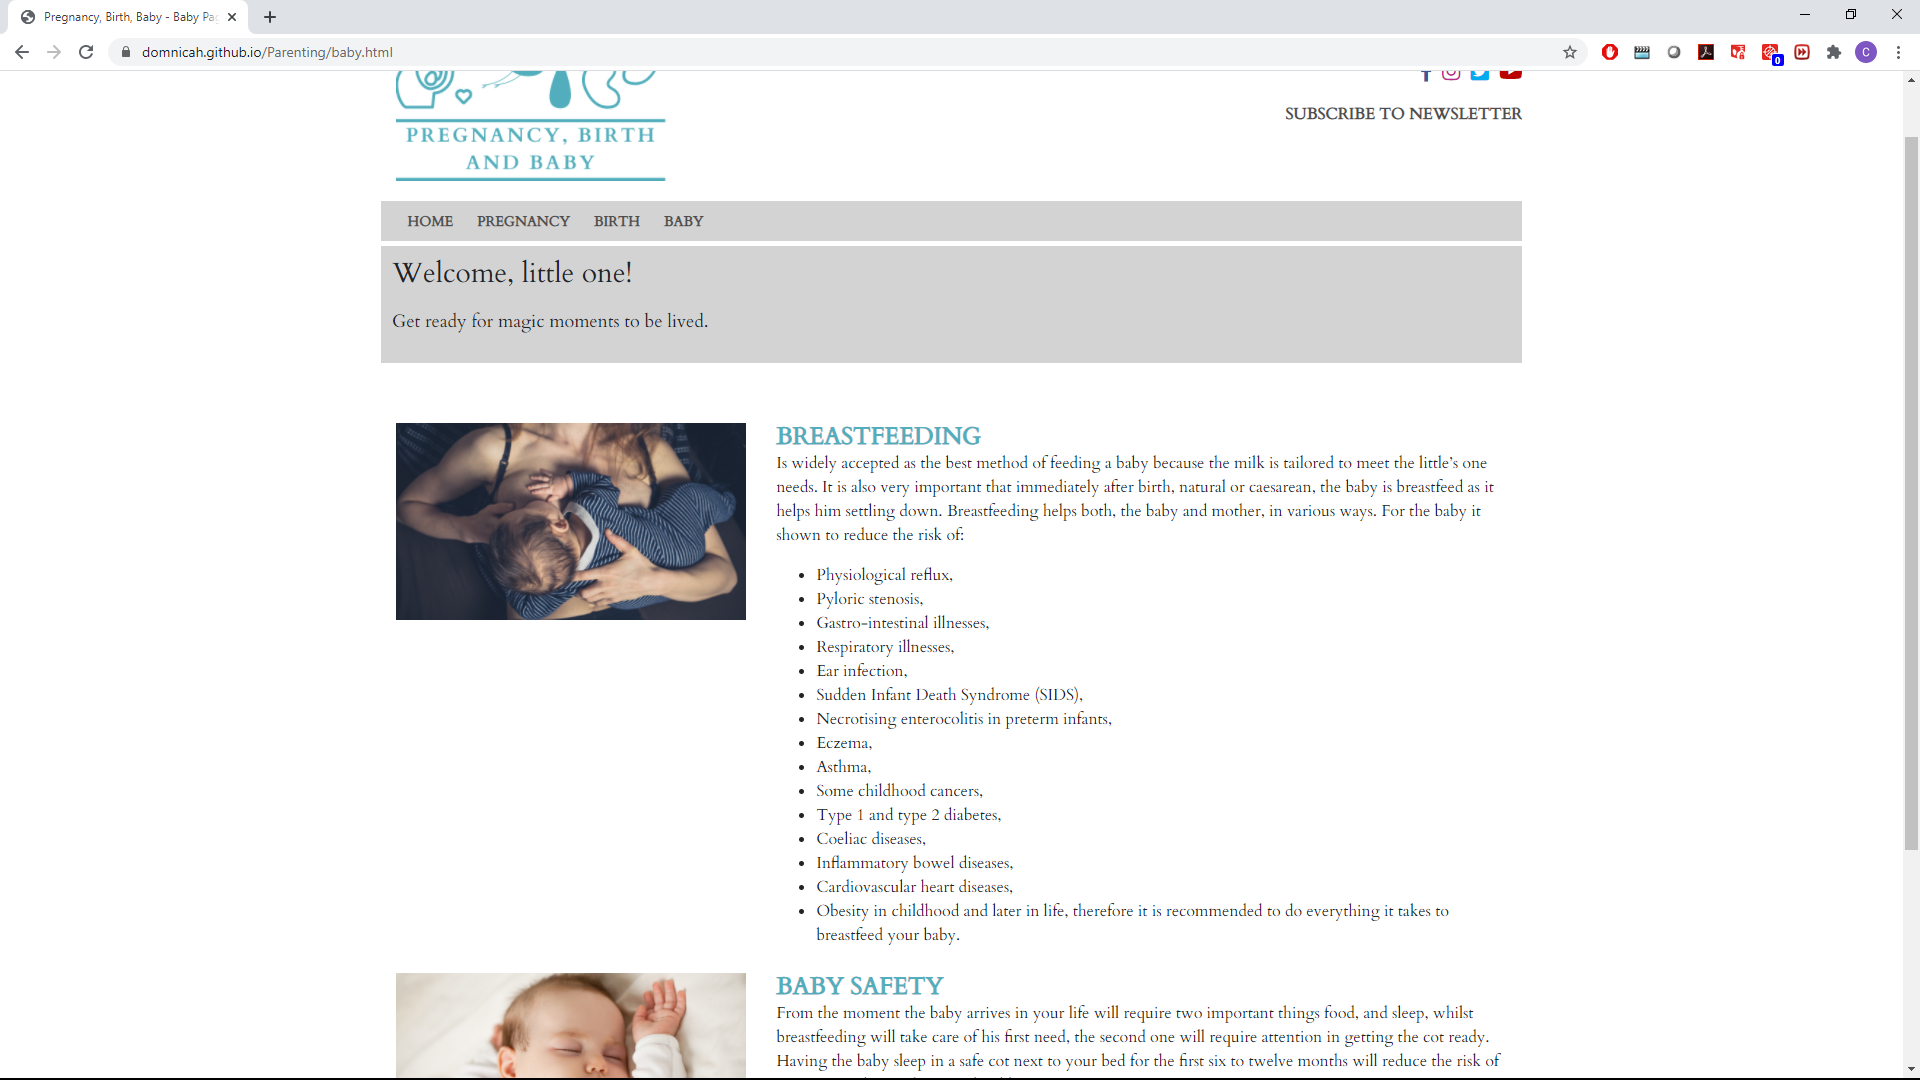 Pregnancy, Birth, Baby - Baby Pa
domnicah.github.io/Parenting/baby.html
0
C
PREGNANCY, BIRTH
AND BABY
SUBSCRIBE TO NEWSLETTER
HOME PREGNANCY BIRTH BABY
Welcome, little one!
Get ready for magic moments to be lived.
BREASTFEEDING
Is widely accepted as the best method of feeding a baby because the milk is tailored to meet the little's one
needs. It is also very important that immediately after birth, natural or caesarean, the baby is breastfeed as it
helps him settling down. Breastfeeding helps both, the baby and mother, in various ways. For the baby it
shown to reduce the risk of:
• Physiological reflux,
• Pyloric stenosis,
• Gastro-intestinal illnesses,
• Respiratory illnesses,
• Ear infection,
• Sudden Infant Death Syndrome (SIDS),
• Necrotising enterocolitis in preterm infants,
• Eczema,
• Asthma,
• Some childhood cancers,
• Type 1 and type 2 diabetes,
• Coeliac diseases,
• Inflammatory bowel diseases,
• Cardiovascular heart diseases,
• Obesity in childhood and later in life, therefore it is recommended to do everything it takes to
breastfeed your baby.
BABY SAFETY
From the moment the baby arrives in your life will require two important things food, and sleep, whilst
breastfeeding will take care of his first need, the second one will require attention in getting the cot ready.
Having the baby sleep in a safe cot next to your bed for the first six to twelve months will reduce the risk of